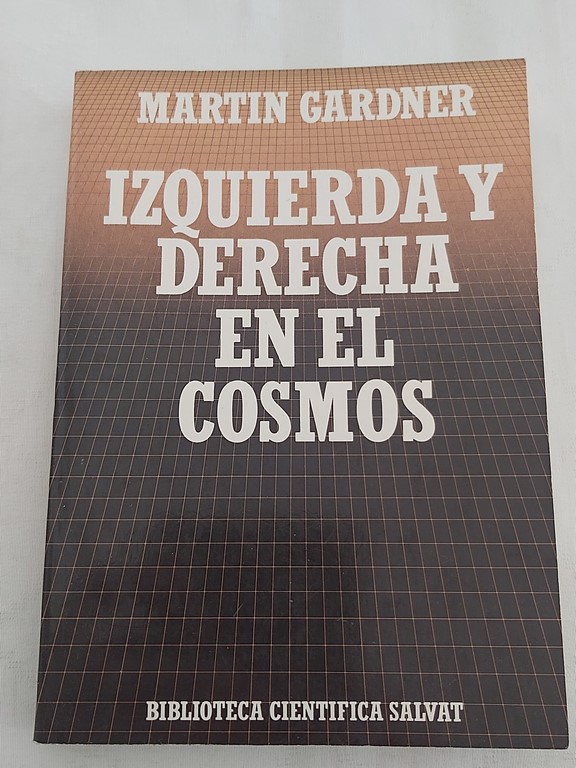 MARTIN GARDNER
IZQUIERDA Y
DERECHA
EN EL
COSMOS
BIBLIOTECA CIENTIFICA SALVAT